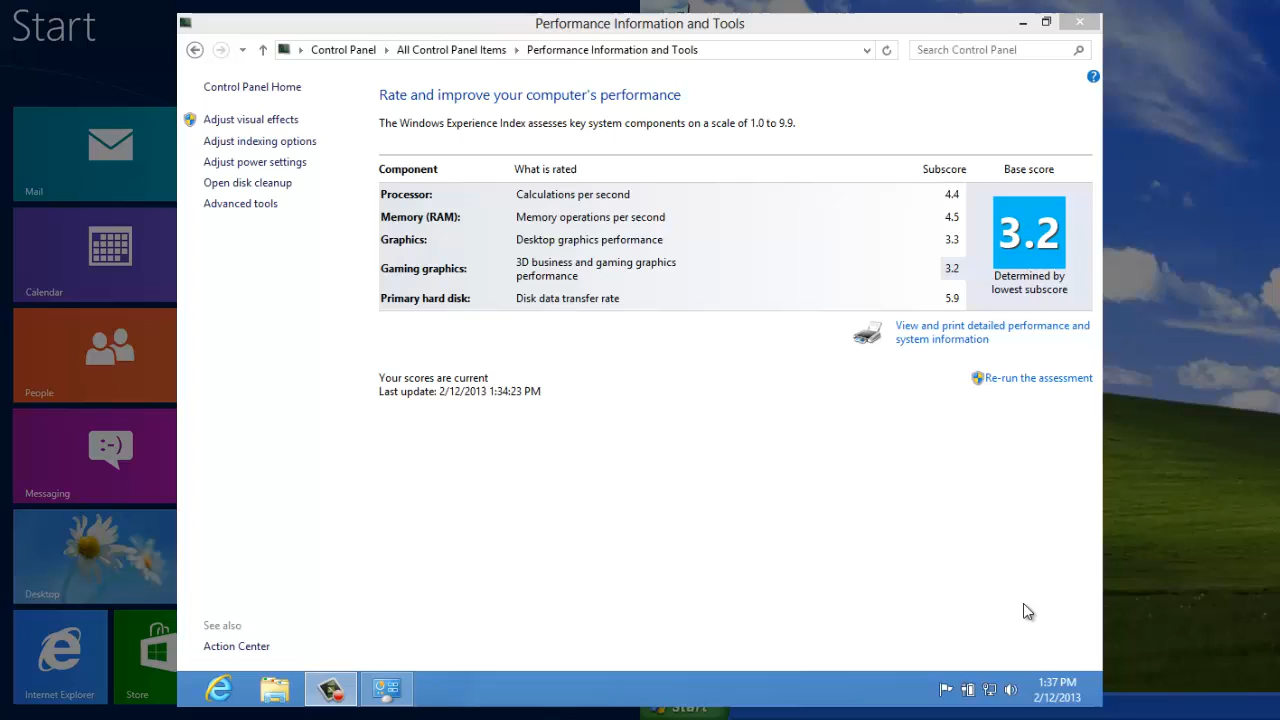 Start
Performance Information and Tools
Control Panel All Control Panel Items Performance Information and Tools
Search Control Panel
Control Panel Home
Adjust visual effects
Adjust indexing options
Adjust power settings
Open disk cleanup
Advanced tools
Rate and improve your computer's performance
The Windows Experience Index assesses key system components on a scale of 1.0 to 9.9.
Component What is rated Subscore Base score
Processor: Calculations per second 4.4
Memory (RAM): Memory operations per second 4.5
Graphics: Desktop graphics performance 3.3
Gaming graphics: 3D business and gaming graphics
performance 3.2
Primary hard disk: Disk data transfer rate 5.9
3.2
Determined by
lowest subscore
View and print detailed performance and
system information
Your scores are current
Last update: 2/12/2013 1:34:23 PM
Re-run the assessment
See also
Action Center
Mail
Calendar
People
:-)
Messaging
Desktop
Internet Explorer
Store
1:37 PM
2/12/2013
Start